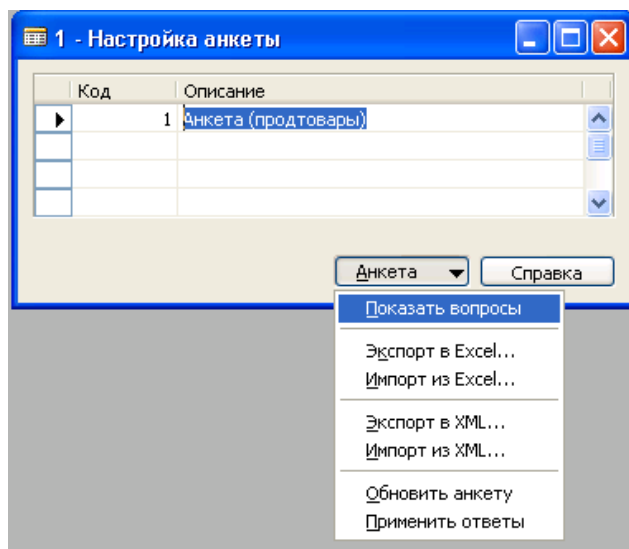 1 - Настройка анкеты
Код Описание
1 Анкета (продтовары)
Анкета Справка
Показать вопросы
Экспорт в Excel...
Импорт из Excel...
Экспорт в XML...
Импорт из XML...
Обновить анкету
Применить ответы